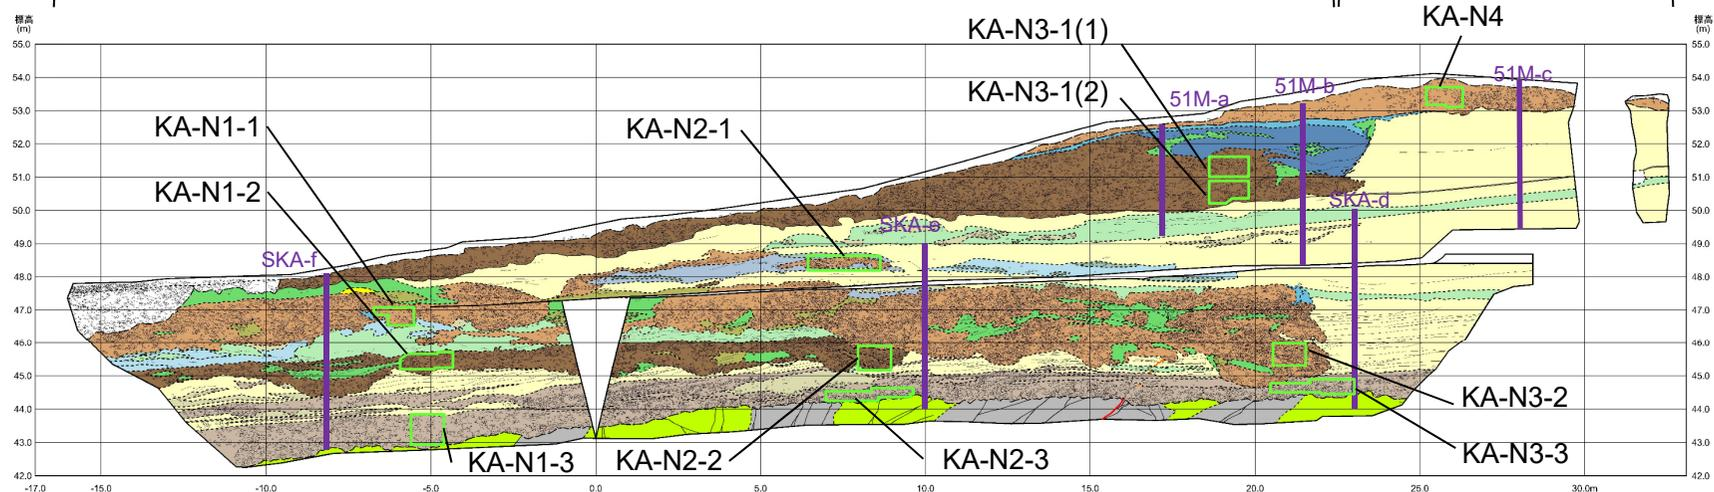 標高
(m)
標高
(m)
KA-N3-1(1)
KA-N4
55.0
55.0
54.0
54.0
51M-c
51M-b
KA-N3-1(2)
51M-a
53.0
53.0
KA-N1-1
KA-N2-1
52.0
52.0
51.0
51.0
KA-N1-2
SKA-d
50.0
50.0
SKA-e
49.0
49.0
SKA-f
48.0
48.0
47.0
47.0
46.0
46.0
45.0
45.0
KA-N3-2
44.0
44.0
43.0
43.0
KA-N1-3
KA-N2-2
KA-N2-3
KA-N3-3
42.0
42.0
-17.0
-15.0
-10.0
-5.0
0.0
5.0
10.0
15.0
20.0
25.0
30.0m